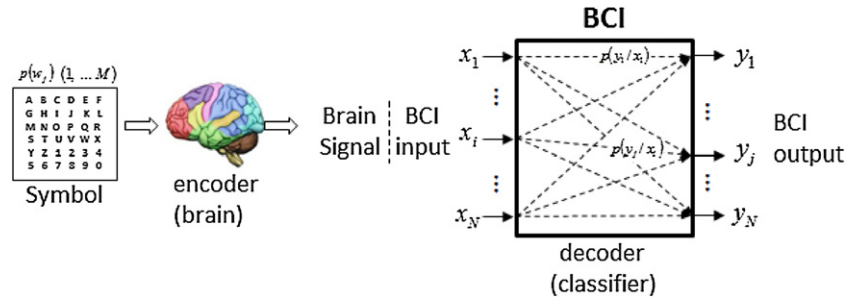 BCI
p(w_j) (1, ... M)
A B C D E F
G H I J K L
M N O P Q R
S T U V W X
Y Z 1 2 3 4
5 6 7 8 9 0
Symbol
encoder
(brain)
Brain
Signal
BCI
input
x_1
⋮
x_i
⋮
x_N
p(y_1/x_1)
p(y_j/x_i)
y_1
⋮
y_j
⋮
y_N
BCI
output
decoder
(classifier)